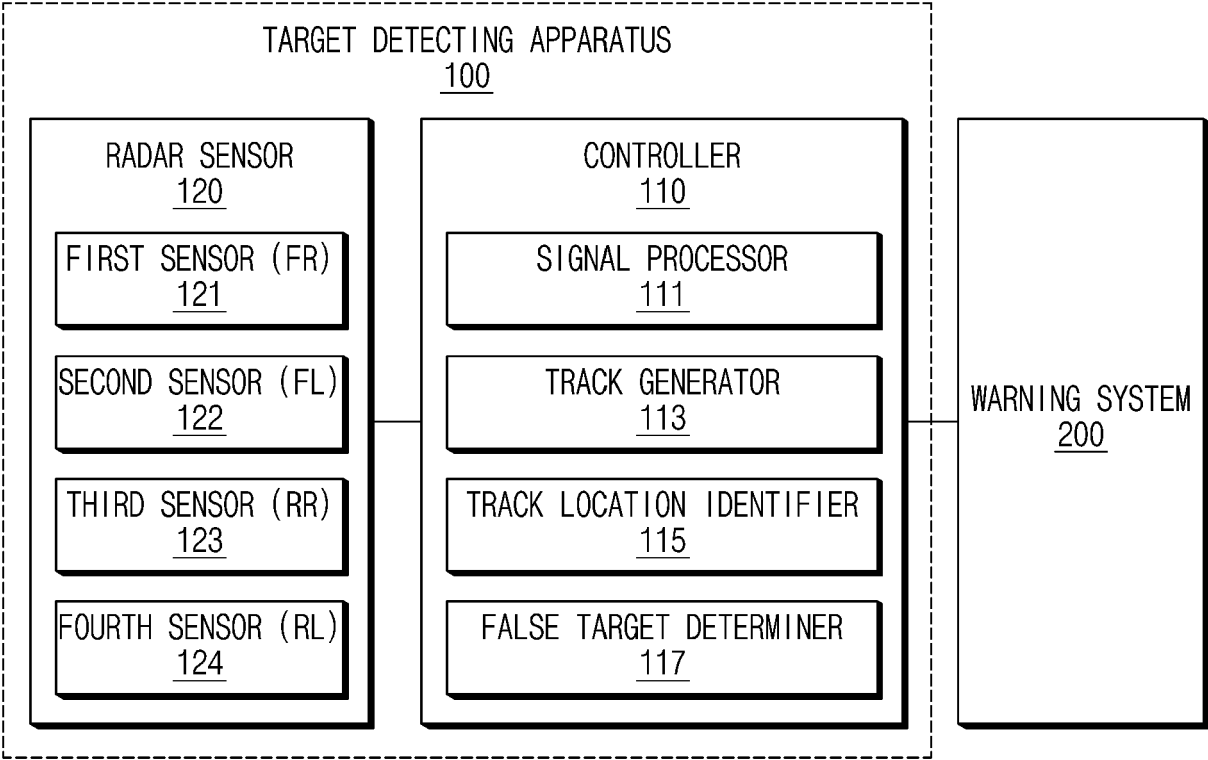 TARGET DETECTING APPARATUS
100
RADAR SENSOR
120
FIRST SENSOR (FR)
121
SECOND SENSOR (FL)
122
THIRD SENSOR (RR)
123
FOURTH SENSOR (RL)
124
CONTROLLER
110
SIGNAL PROCESSOR
111
TRACK GENERATOR
113
TRACK LOCATION IDENTIFIER
115
FALSE TARGET DETERMINER
117
WARNING SYSTEM
200